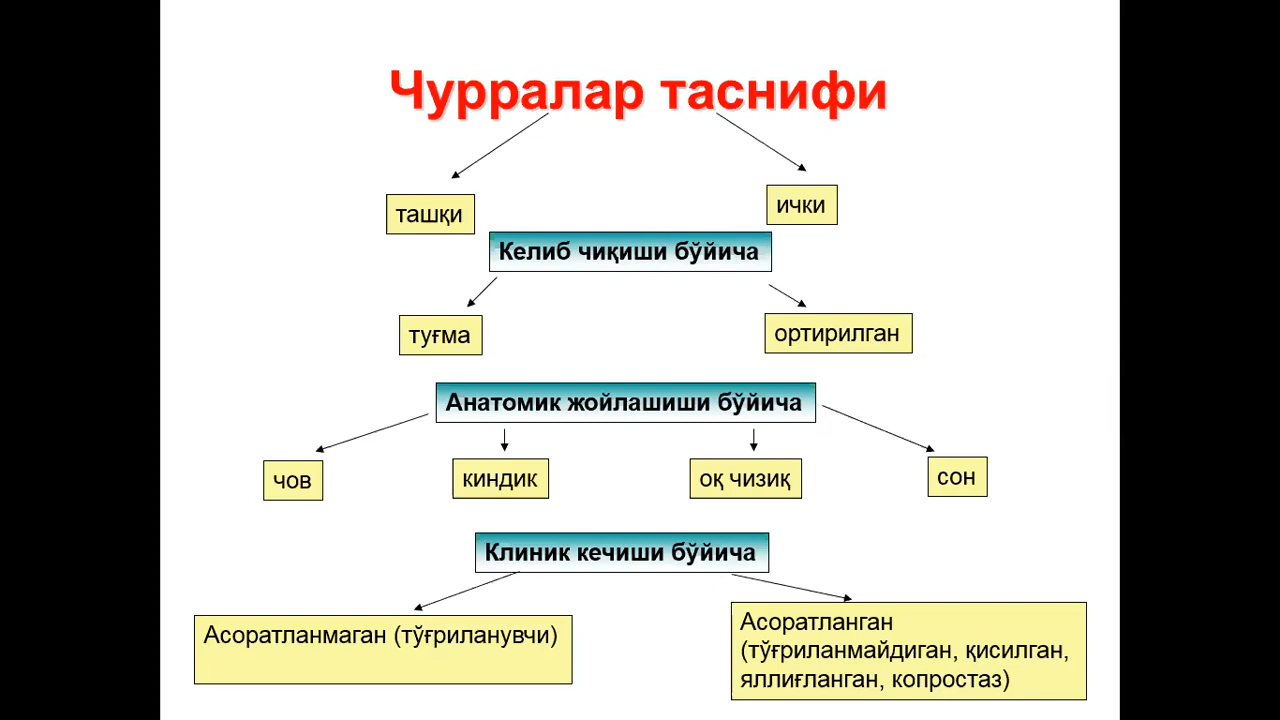 Чурралар таснифи
ташқи
ички
Келиб чиқиши бўйича
туғма
ортирилган
Анатомик жойлашиши бўйича
чов
киндик
оқ чизиқ
сон
Клиник кечиши бўйича
Асоратланмаган (тўғриланувчи)
Асоратланган
(тўғриланмайдиган, қисилган,
яллиғланган, копростаз)